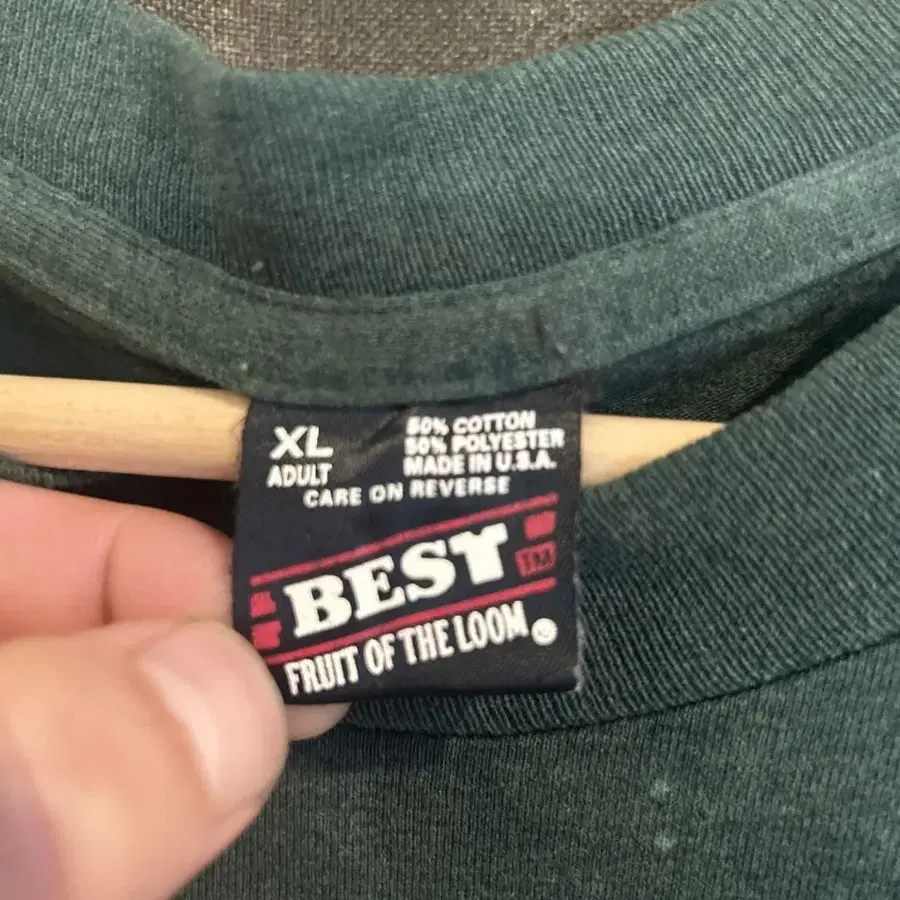 XL
ADULT
50% COTTON
50% POLYESTER
MADE IN U.S.A.
CARE ON REVERSE
BEST
TM
FRUIT OF THE LOOM